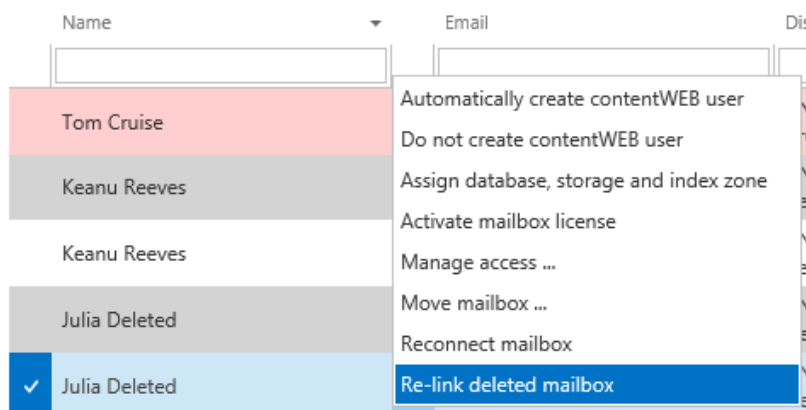 Name Email
Automatically create contentWEB user
Tom Cruise
Do not create contentWEB user
Keanu Reeves
Assign database, storage and index zone
Activate mailbox license
Keanu Reeves
Manage access ...
Move mailbox ...
Julia Deleted
Reconnect mailbox
Julia Deleted
Re-link deleted mailbox